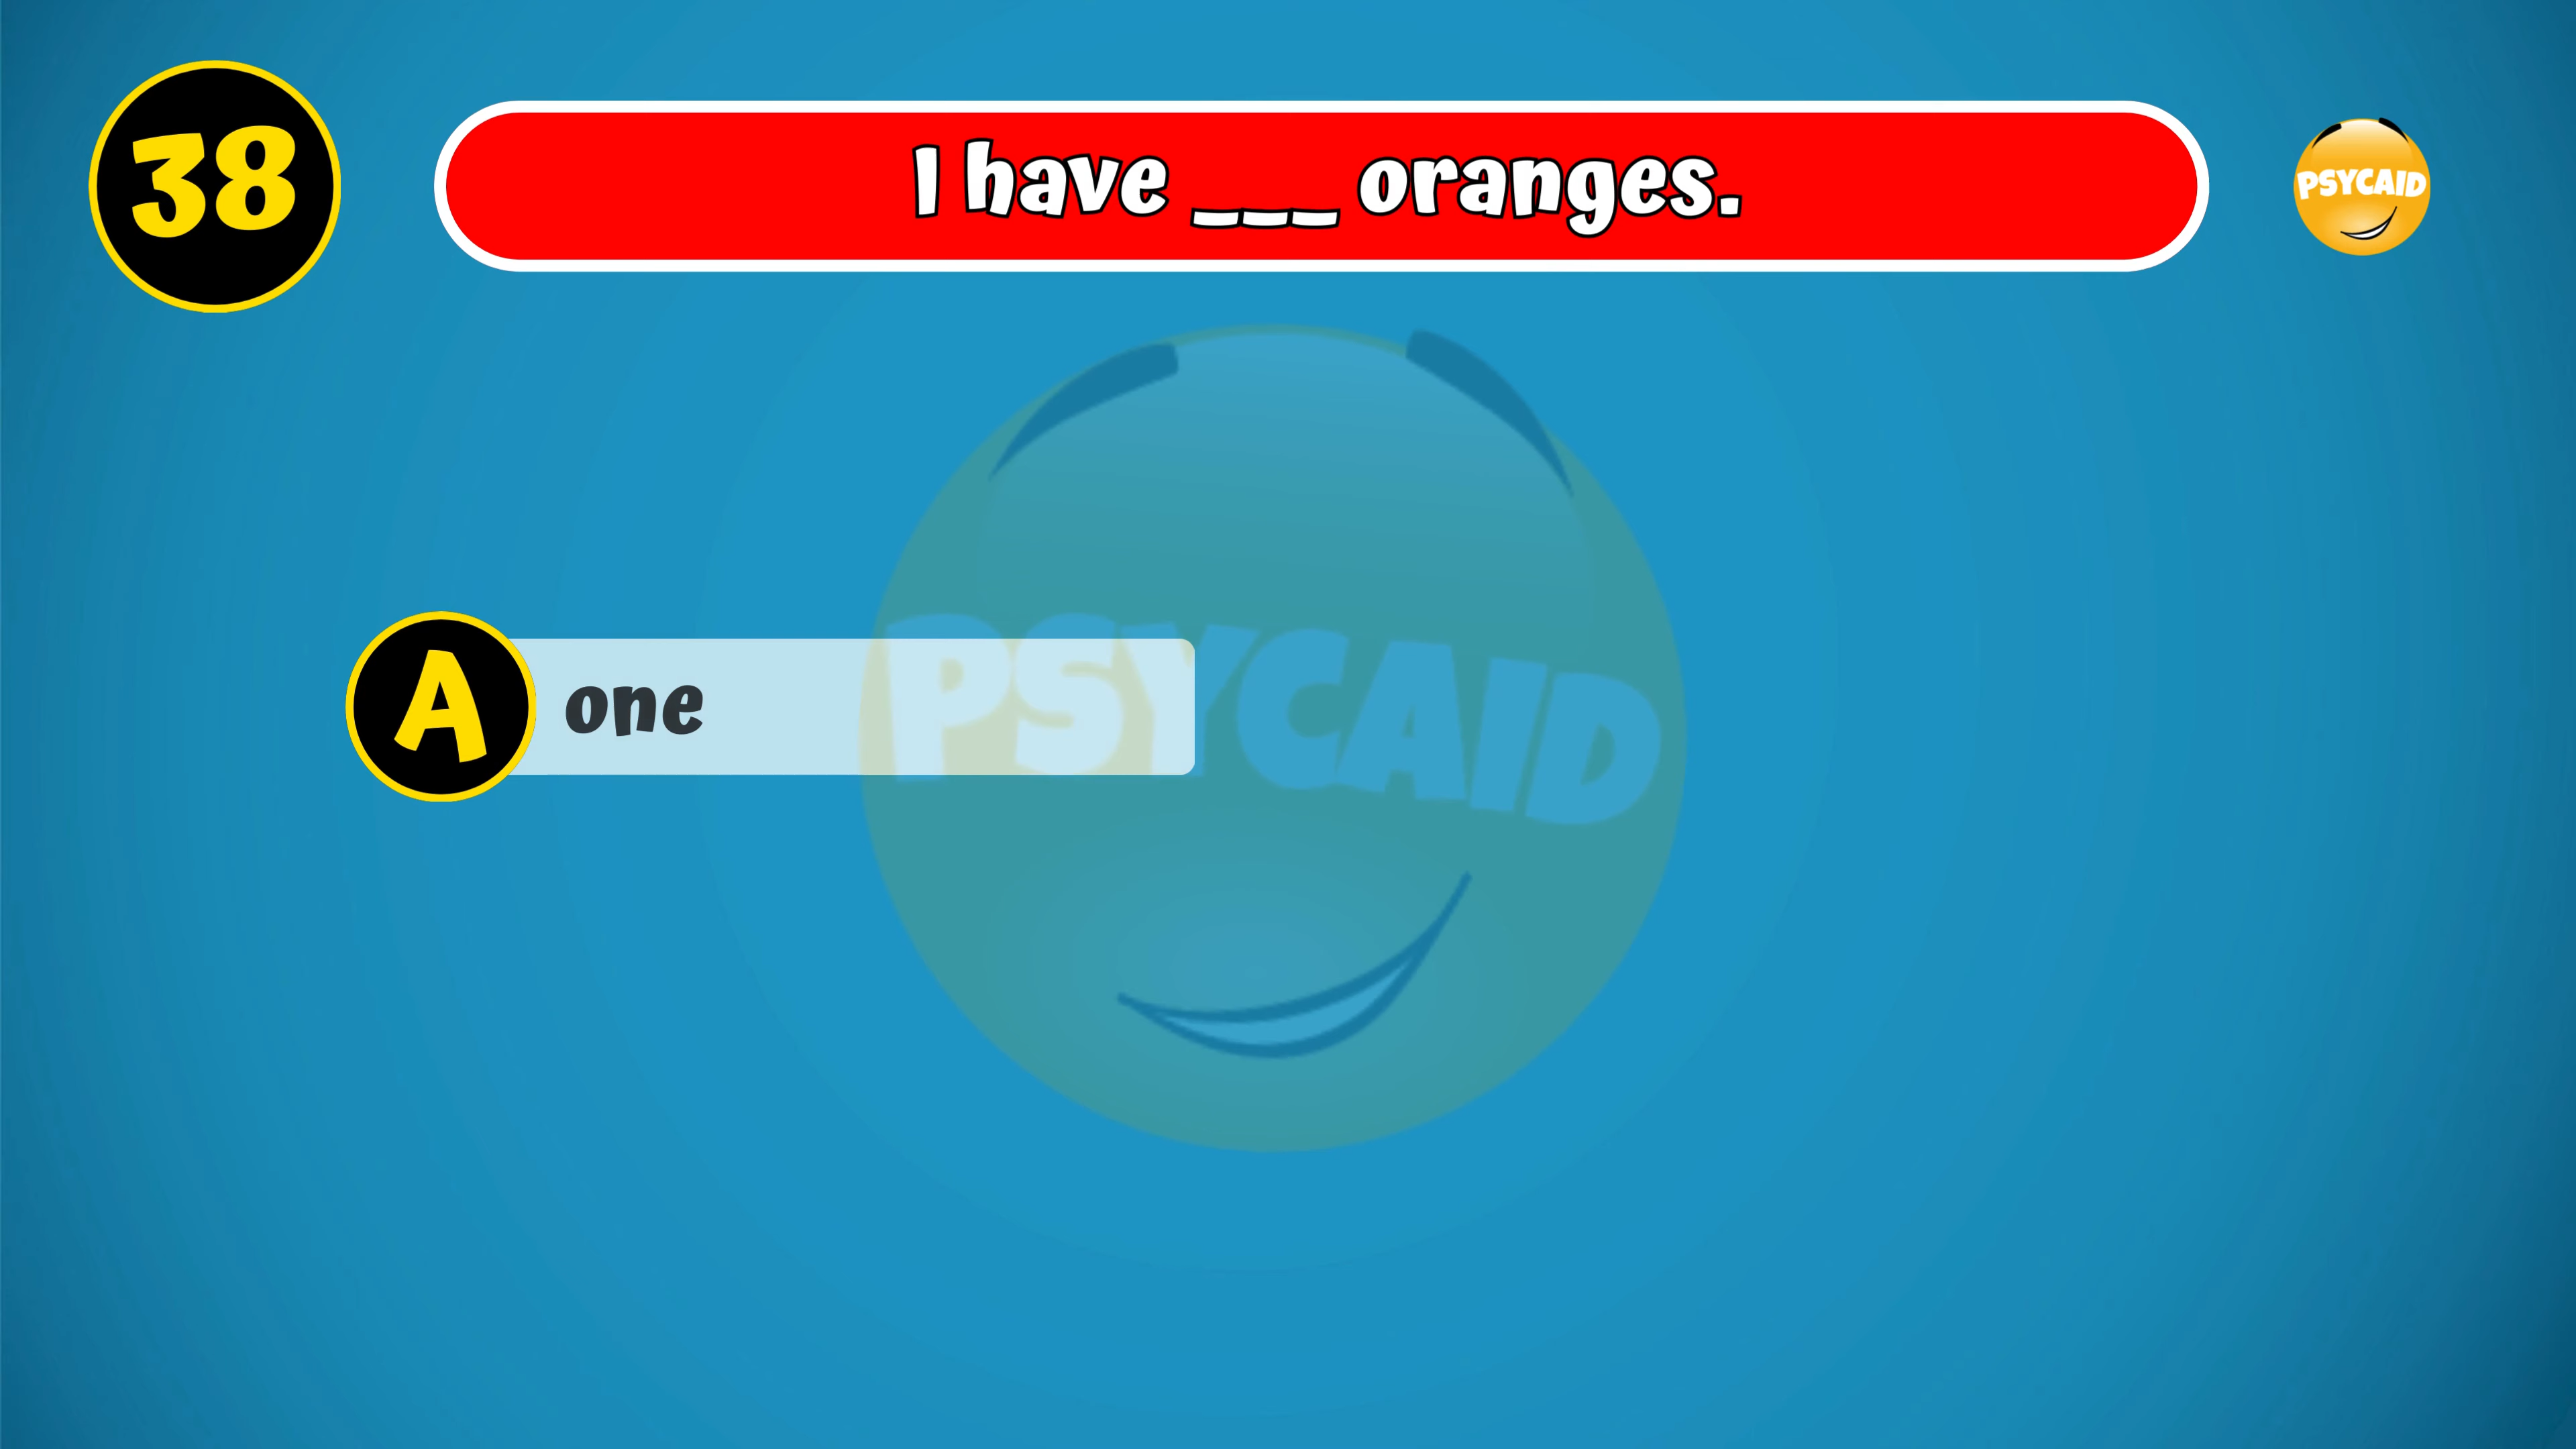 38
I have ___ oranges.
PSYCAID
A one
PSYCAID